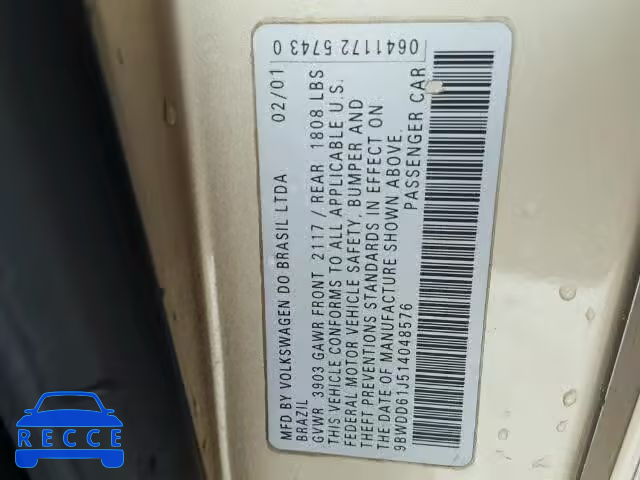 MFD BY VOLKSWAGEN DO BRASIL LTDA
BRAZIL 02/01 0641172 5743 0
GVWR 3903 GAWR FRONT 2117/ REAR 1808 LBS
THIS VEHICLE CONFORMS TO ALL APPLICABLE U.S.
FEDERAL MOTOR VEHICLE SAFETY, BUMPER AND
THEFT PREVENTIONS STANDARDS IN EFFECT ON
THE DATE OF MANUFACTURE SHOWN ABOVE.
9BWDD61J514048576 PASSENGER CAR
RECCE